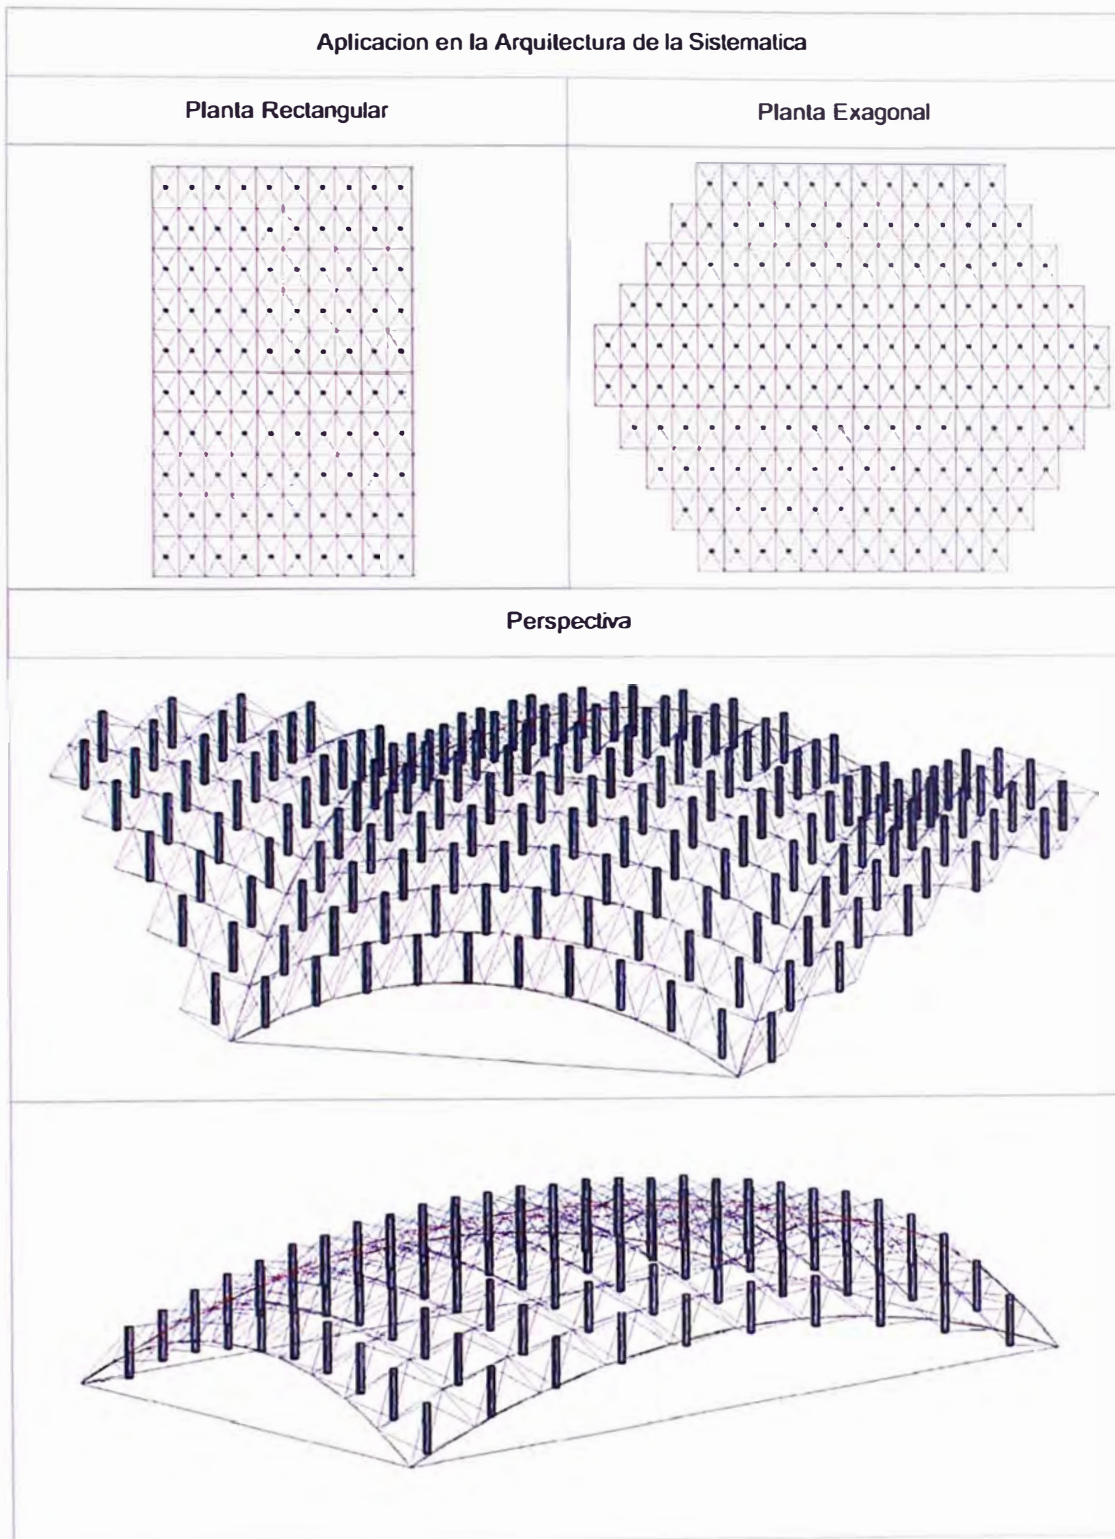 Aplicacion en la Arquitectura de la Sistematica
Planta Rectangular
Planta Exagonal
Perspectiva